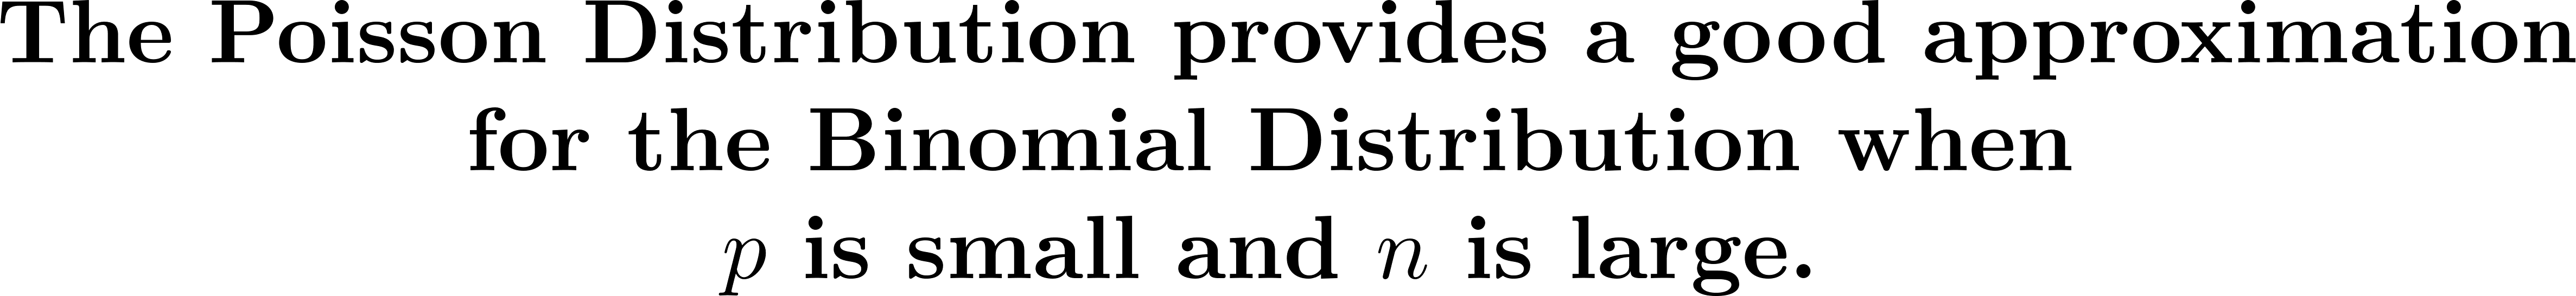 The Poisson Distribution provides a good approximation
for the Binomial Distribution when
p is small and n is large.